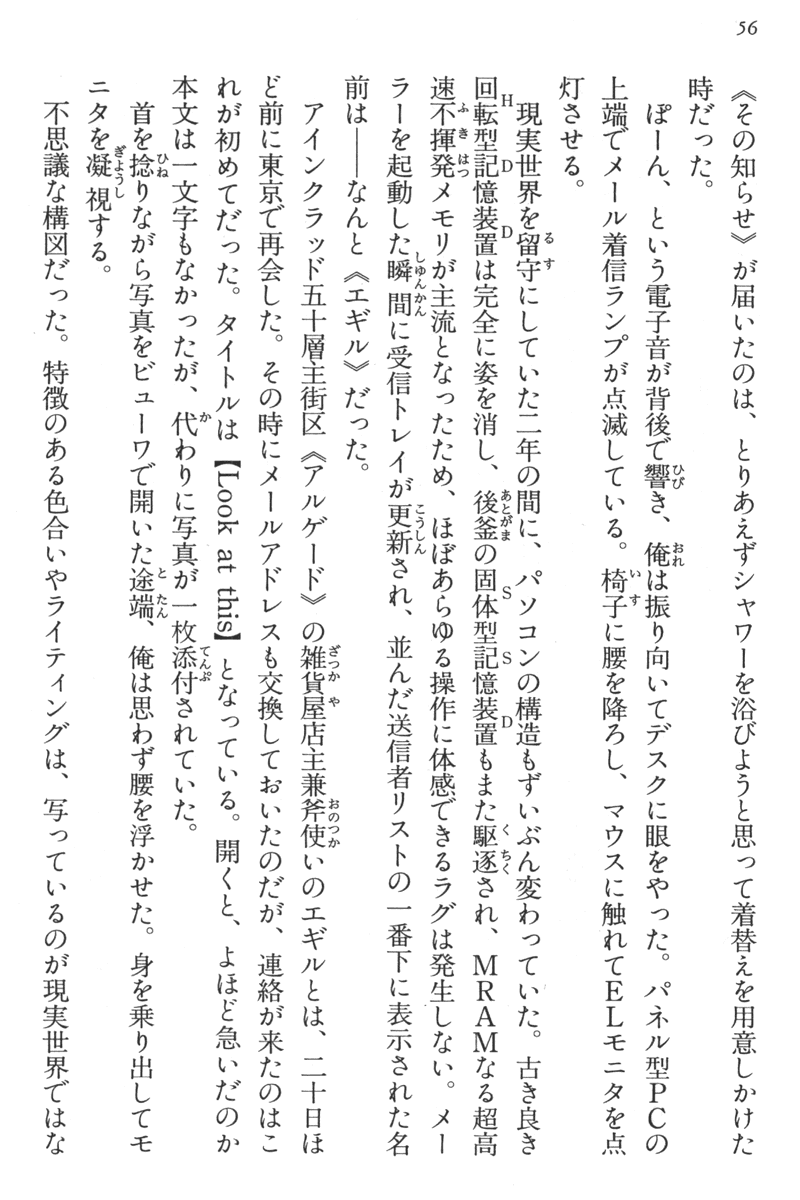 56
《その知らせ》が届いたのは、とりあえずシャワーを浴びようと思って着替えを用意しかけた
時だった。
ぽーん、という電子音が背後で響き、俺は振り向いてデスクに眼をやった。パネル型PCの
上端でメール着信ランプが点滅している。椅子に腰を降ろし、マウスに触れてELモニタを点
灯させる。
現実世界を留守にしていた二年の間に、パソコンの構造もずいぶん変わっていた。古き良き
回転型記憶装置は完全に姿を消し、後釜の固体型記憶装置もまた駆逐され、MRAMなる超高
速不揮発メモリが主流となったため、ほぼあらゆる操作に体感できるラグは発生しない。メー
ラーを起動した瞬間に受信トレイが更新され、並んだ送信者リストの一番下に表示された名
前は――なんと《エギル》だった。
アインクラッド五十層主街区《アルゲード》の雑貨屋店主兼斧使いのエギルとは、二十日ほ
ど前に東京で再会した。その時にメールアドレスも交換しておいたのだが、連絡が来たのはこ
れが初めてだった。タイトルは【Look at this】となっている。開くと、よほど急いだのか
本文は一文字もなかったが、代わりに写真が一枚添付されていた。
首を捻りながら写真をビューワで開いた途端、俺は思わず腰を浮かせた。身を乗り出してモ
ニタを凝視する。
不思議な構図だった。特徴のある色合いやライティングは、写っているのが現実世界ではな